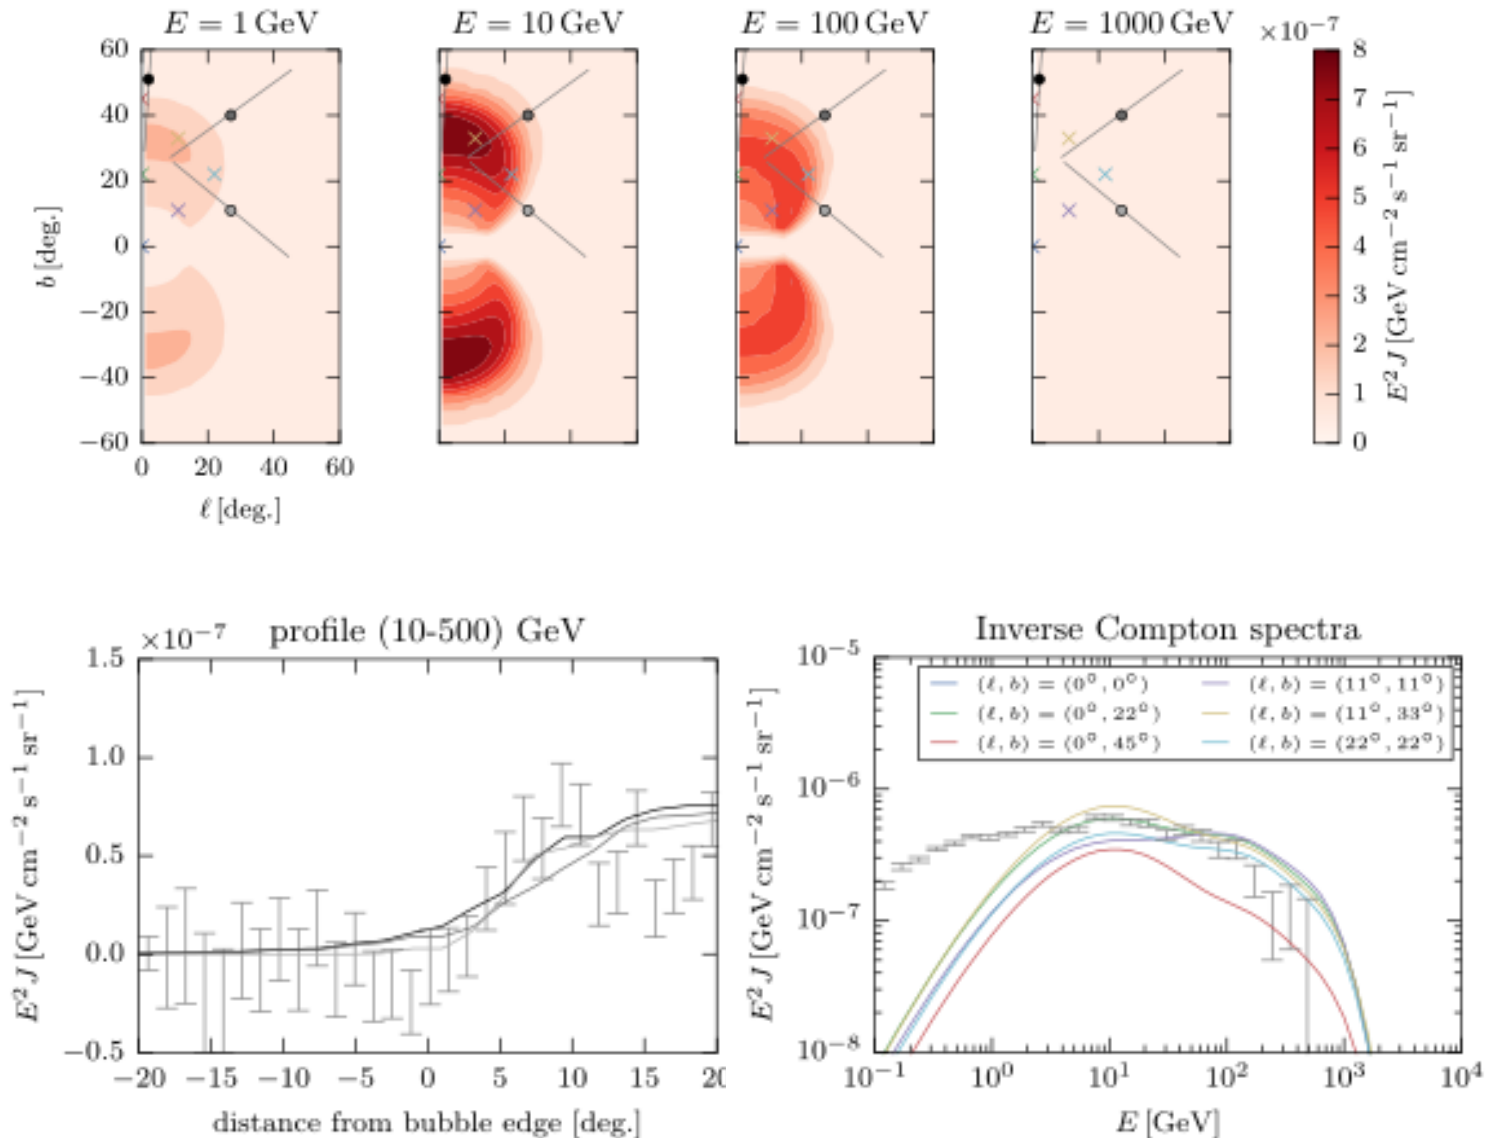 E = 1 GeV E = 10 GeV E = 100 GeV E = 1000 GeV ×10⁻⁷
60 8
40 7
20 6
0 5
−20 4
−40 3
−60 2
1
0
b [deg.]
E² J [GeV cm⁻² s⁻¹ sr⁻¹]
0 20 40 60
ℓ [deg.]
×10⁻⁷ profile (10-500) GeV
1.5
1.0
0.5
0.0
−0.5
E² J [GeV cm⁻² s⁻¹ sr⁻¹]
−20 −15 −10 −5 0 5 10 15 20
distance from bubble edge [deg.]
Inverse Compton spectra
(ℓ, b) = (0°, 0°) (ℓ, b) = (11°, 11°)
(ℓ, b) = (0°, 22°) (ℓ, b) = (11°, 33°)
(ℓ, b) = (0°, 45°) (ℓ, b) = (22°, 22°)
10⁻⁵
10⁻⁶
10⁻⁷
10⁻⁸
E² J [GeV cm⁻² s⁻¹ sr⁻¹]
10⁻¹ 10⁰ 10¹ 10² 10³ 10⁴
E [GeV]